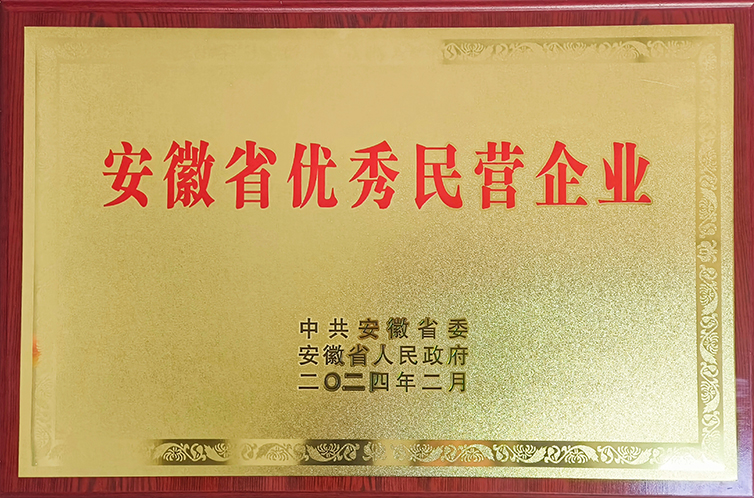 安徽省优秀民营企业
中共安徽省委
安徽省人民政府
二〇二四年二月